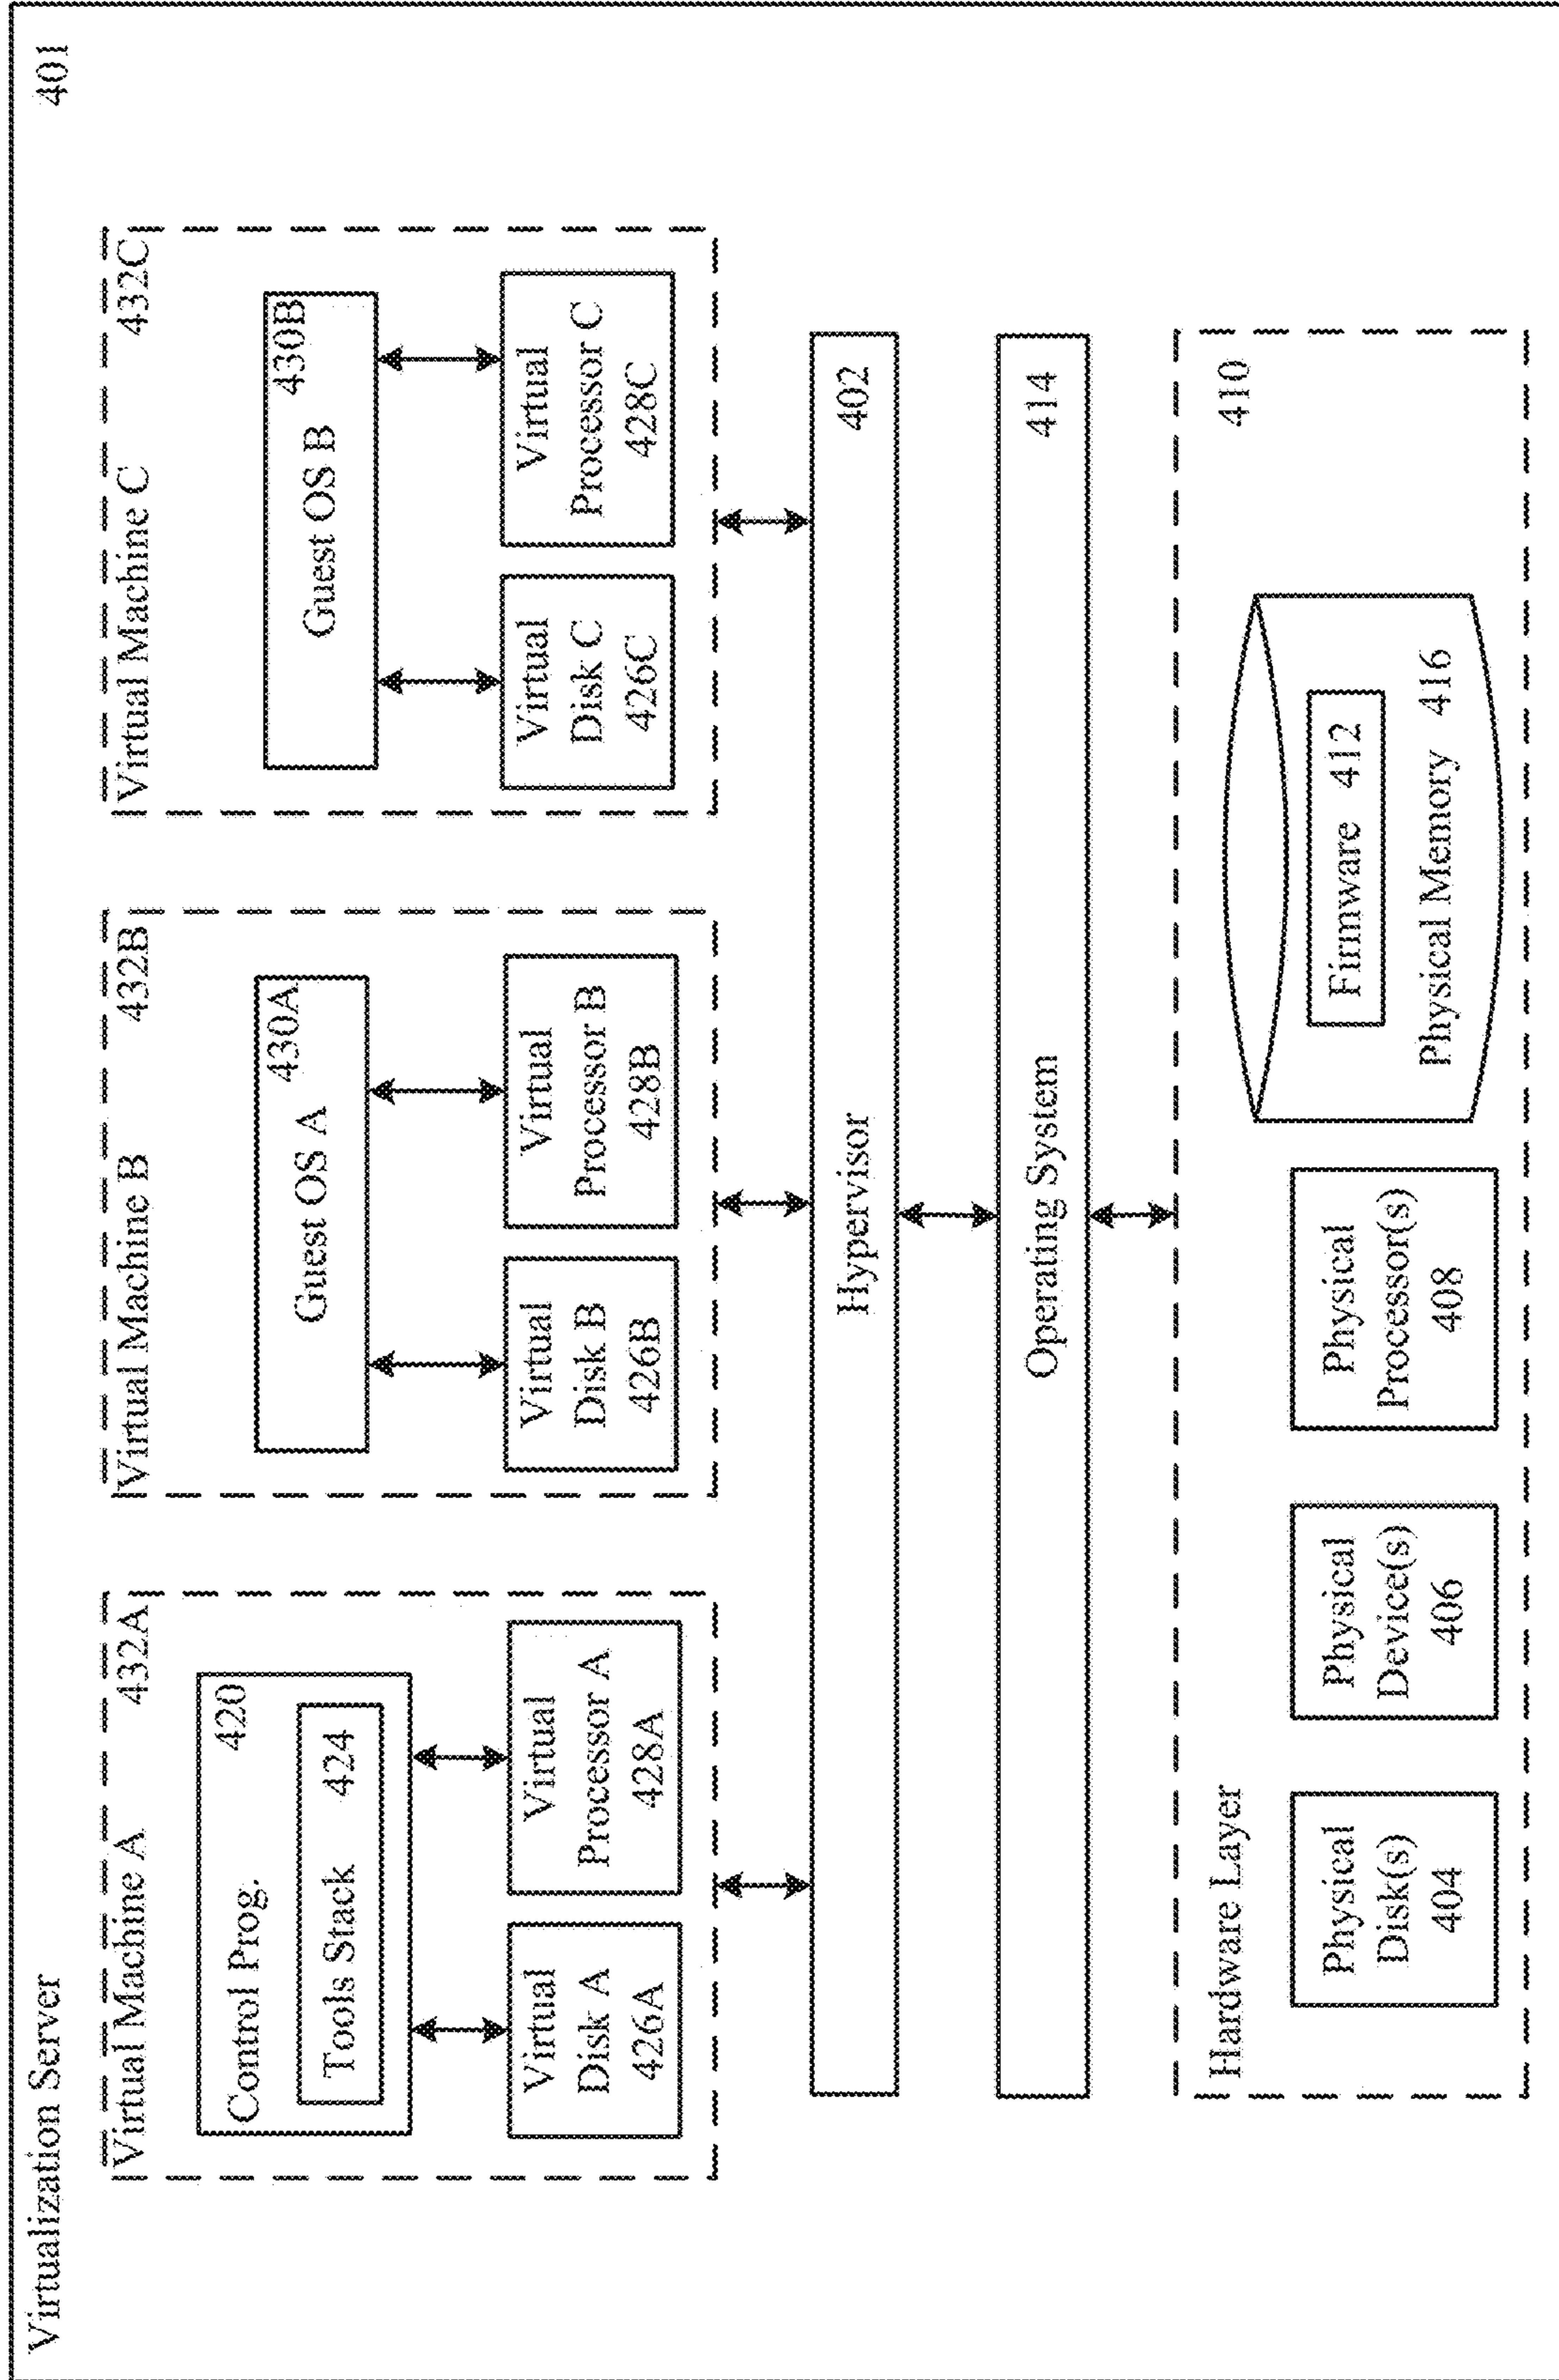 Virtualization Server 401
Virtual Machine A 432A
Control Prog. 420
Tools Stack 424
Virtual
Disk A
426A
Virtual
Processor A
428A
Virtual Machine B 432B
430A
Guest OS A
Virtual
Disk B
426B
Virtual
Processor B
428B
Virtual Machine C 432C
430B
Guest OS B
Virtual
Disk C
426C
Virtual
Processor C
428C
Hypervisor 402
Operating System 414
Hardware Layer 410
Physical
Disk(s)
404
Physical
Device(s)
406
Physical
Processor(s)
408
Firmware 412
Physical Memory 416